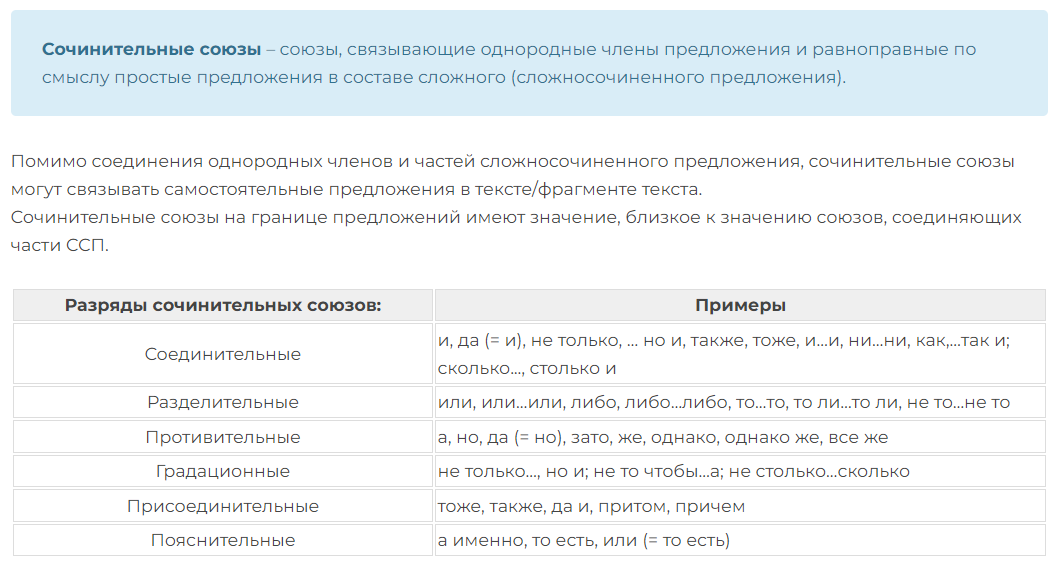 Сочинительные союзы – союзы, связывающие однородные члены предложения и равноправные по
смыслу простые предложения в составе сложного (сложносочиненного предложения).
Помимо соединения однородных членов и частей сложносочиненного предложения, сочинительные союзы
могут связывать самостоятельные предложения в тексте/фрагменте текста.
Сочинительные союзы на границе предложений имеют значение, близкое к значению союзов, соединяющих
части ССП.
Разряды сочинительных союзов: Примеры
Соединительные и, да (= и), не только, ... но и, также, тоже, и...и, ни...ни, как,...так и;
сколько..., столько и
Разделительные или, или...или, либо, либо...либо, то...то, то ли...то ли, не то...не то
Противительные а, но, да (= но), зато, же, однако, однако же, все же
Градационные не только..., но и; не то чтобы...а; не столько...сколько
Присоединительные тоже, также, да и, притом, причем
Пояснительные а именно, то есть, или (= то есть)